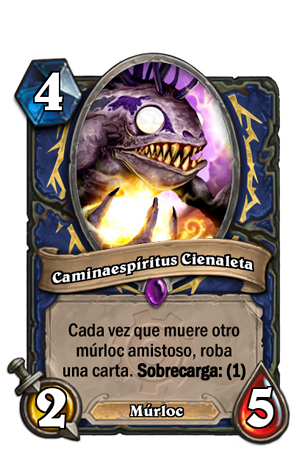 4
Caminaespíritus Cienaleta
Cada vez que muere otro
múrloc amistoso, roba
una carta. Sobrecarga: (1)
2
Múrloc
5